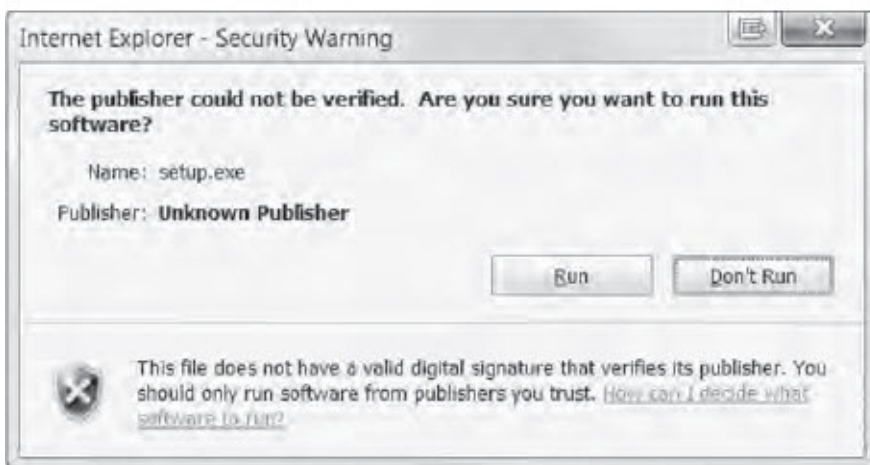 Internet Explorer - Security Warning
The publisher could not be verified. Are you sure you want to run this
software?
Name: setup.exe
Publisher: Unknown Publisher
Run
Don't Run
This file does not have a valid digital signature that verifies its publisher. You
should only run software from publishers you trust. How can I decide what
software to run?